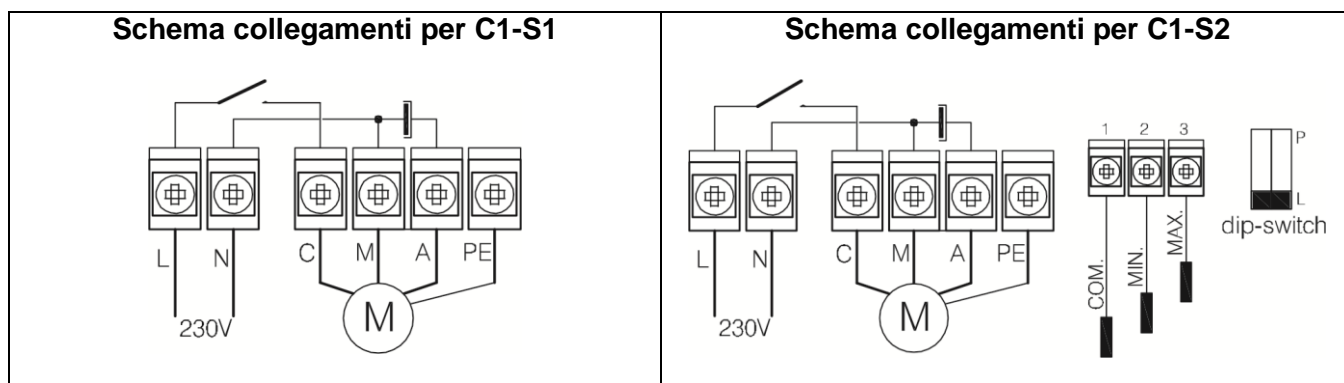 Schema collegamenti per C1-S1
L N C M A PE
230V
M
Schema collegamenti per C1-S2
L N C M A PE
230V
M
1 2 3
COM. MIN. MAX.
P
L
dip-switch